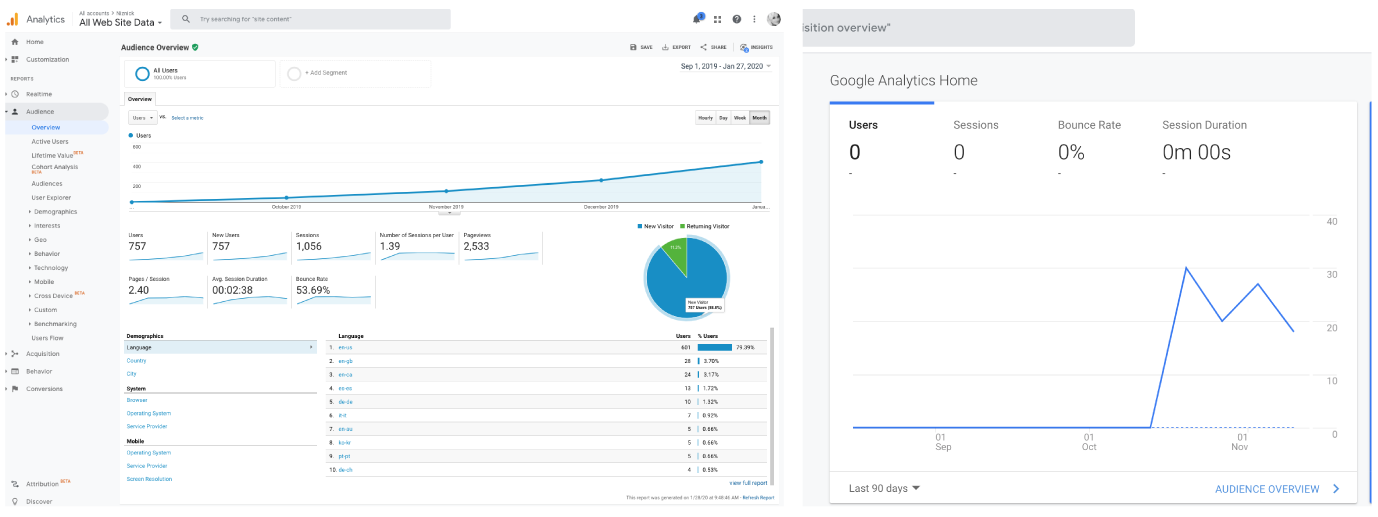 Analytics
All accounts > Niznick
All Web Site Data
Try searching for "site content"
Home
Customization
REPORTS
Realtime
Audience
Overview
Active Users
Lifetime Value BETA
Cohort Analysis
BETA
Audiences
User Explorer
Demographics
Interests
Geo
Behavior
Technology
Mobile
Cross Device BETA
Custom
Benchmarking
Users Flow
Acquisition
Behavior
Conversions
Attribution BETA
Discover
Audience Overview
SAVE EXPORT SHARE INSIGHTS
All Users
100.00% Users
+ Add Segment
Sep 1, 2019 - Jan 27, 2020
Overview
Users vs. Select a metric
Hourly Day Week Month
Users
600
400
200
... October 2019 November 2019 December 2019 Janua...
Users
757
New Users
757
Sessions
1,056
Number of Sessions per User
1.39
Pageviews
2,533
Pages / Session
2.40
Avg. Session Duration
00:02:38
Bounce Rate
53.69%
New Visitor Returning Visitor
11.2%
New Visitor
757 Users (88.8%)
Demographics
Language
Country
City
System
Browser
Operating System
Service Provider
Mobile
Operating System
Service Provider
Screen Resolution
Language Users % Users
1. en-us 601 79.39%
2. en-gb 28 3.70%
3. en-ca 24 3.17%
4. es-es 13 1.72%
5. de-de 10 1.32%
6. it-it 7 0.92%
7. en-au 5 0.66%
8. ko-kr 5 0.66%
9. pt-pt 5 0.66%
10. de-ch 4 0.53%
view full report
This report was generated on 1/28/20 at 9:48:46 AM - Refresh Report
isition overview"
Google Analytics Home
Users
0
-
Sessions
0
-
Bounce Rate
0%
-
Session Duration
0m 00s
-
40
30
20
10
0
01 01 01
Sep Oct Nov
Last 90 days
AUDIENCE OVERVIEW